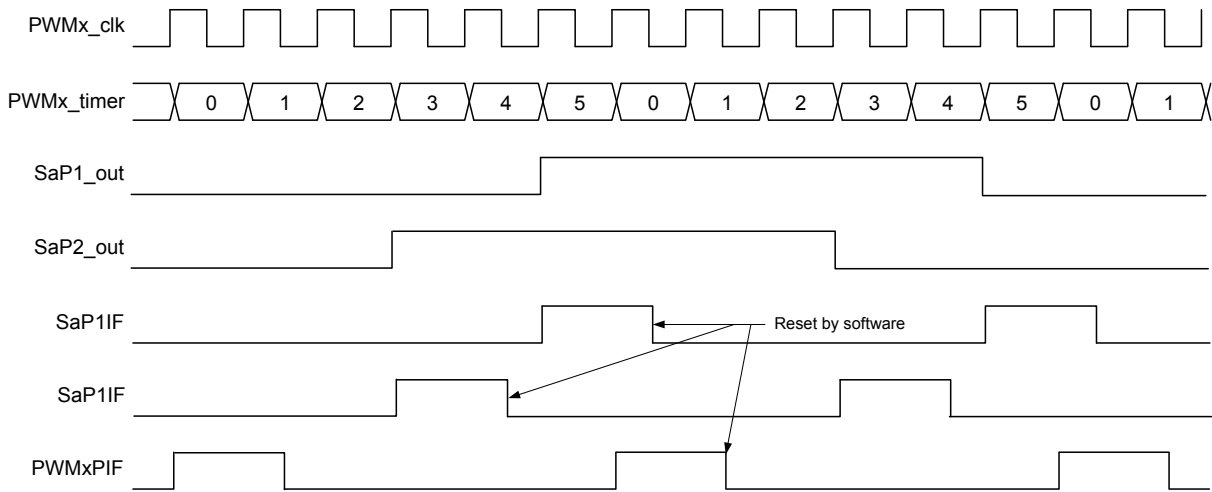 PWMx_clk
PWMx_timer 0 1 2 3 4 5 0 1 2 3 4 5 0 1
SaP1_out
SaP2_out
SaP1IF
Reset by software
SaP1IF
PWMxPIF